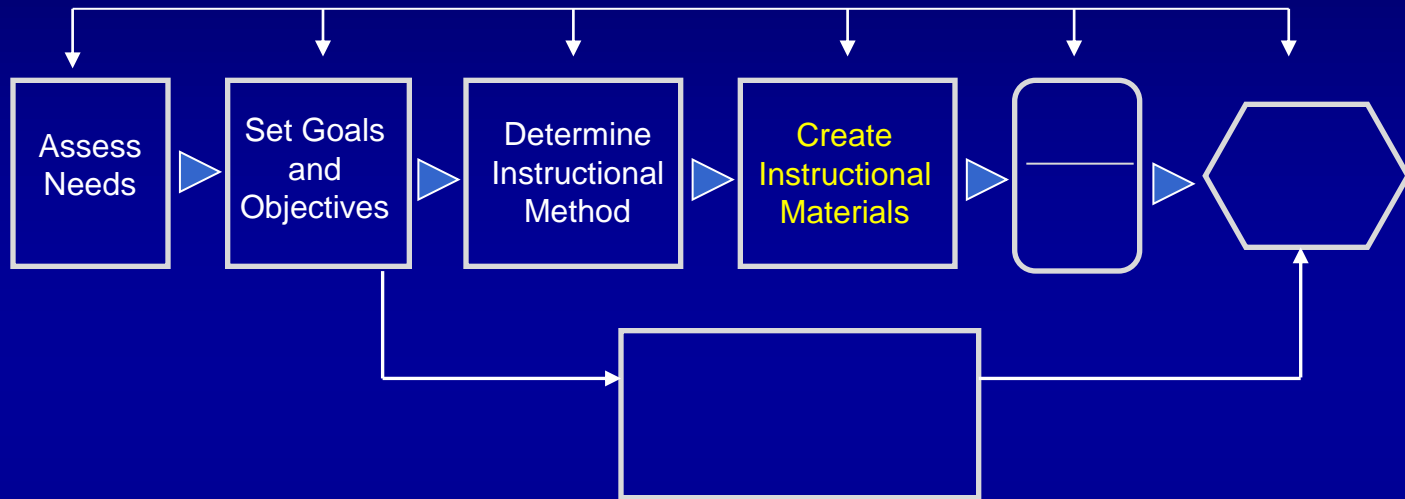 Assess
Needs
Set Goals
and
Objectives
Determine
Instructional
Method
Create
Instructional
Materials